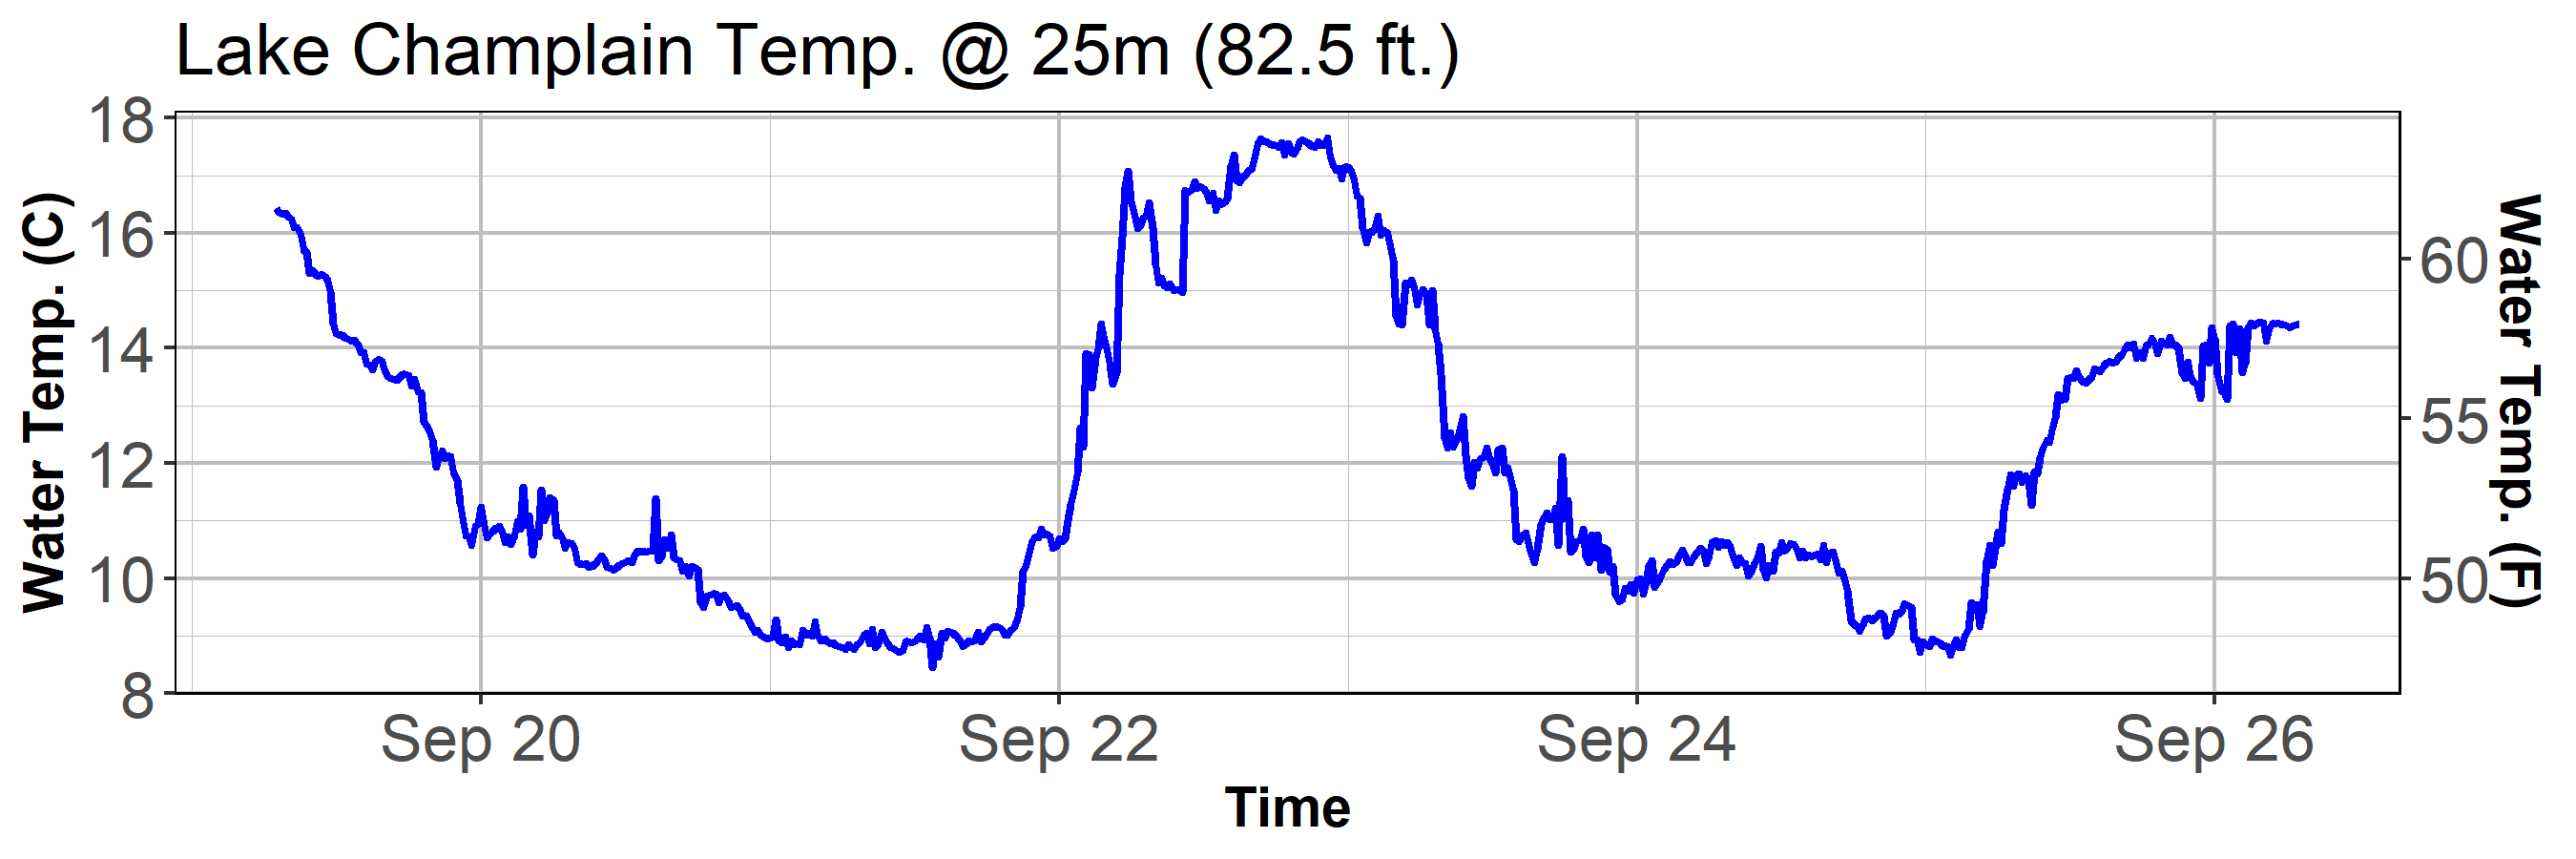 Lake Champlain Temp. @ 25m (82.5 ft.)
18
16
14
12
10
8
Water Temp. (C)
60
55
50
Water Temp. (F)
Sep 20
Sep 22
Sep 24
Sep 26
Time